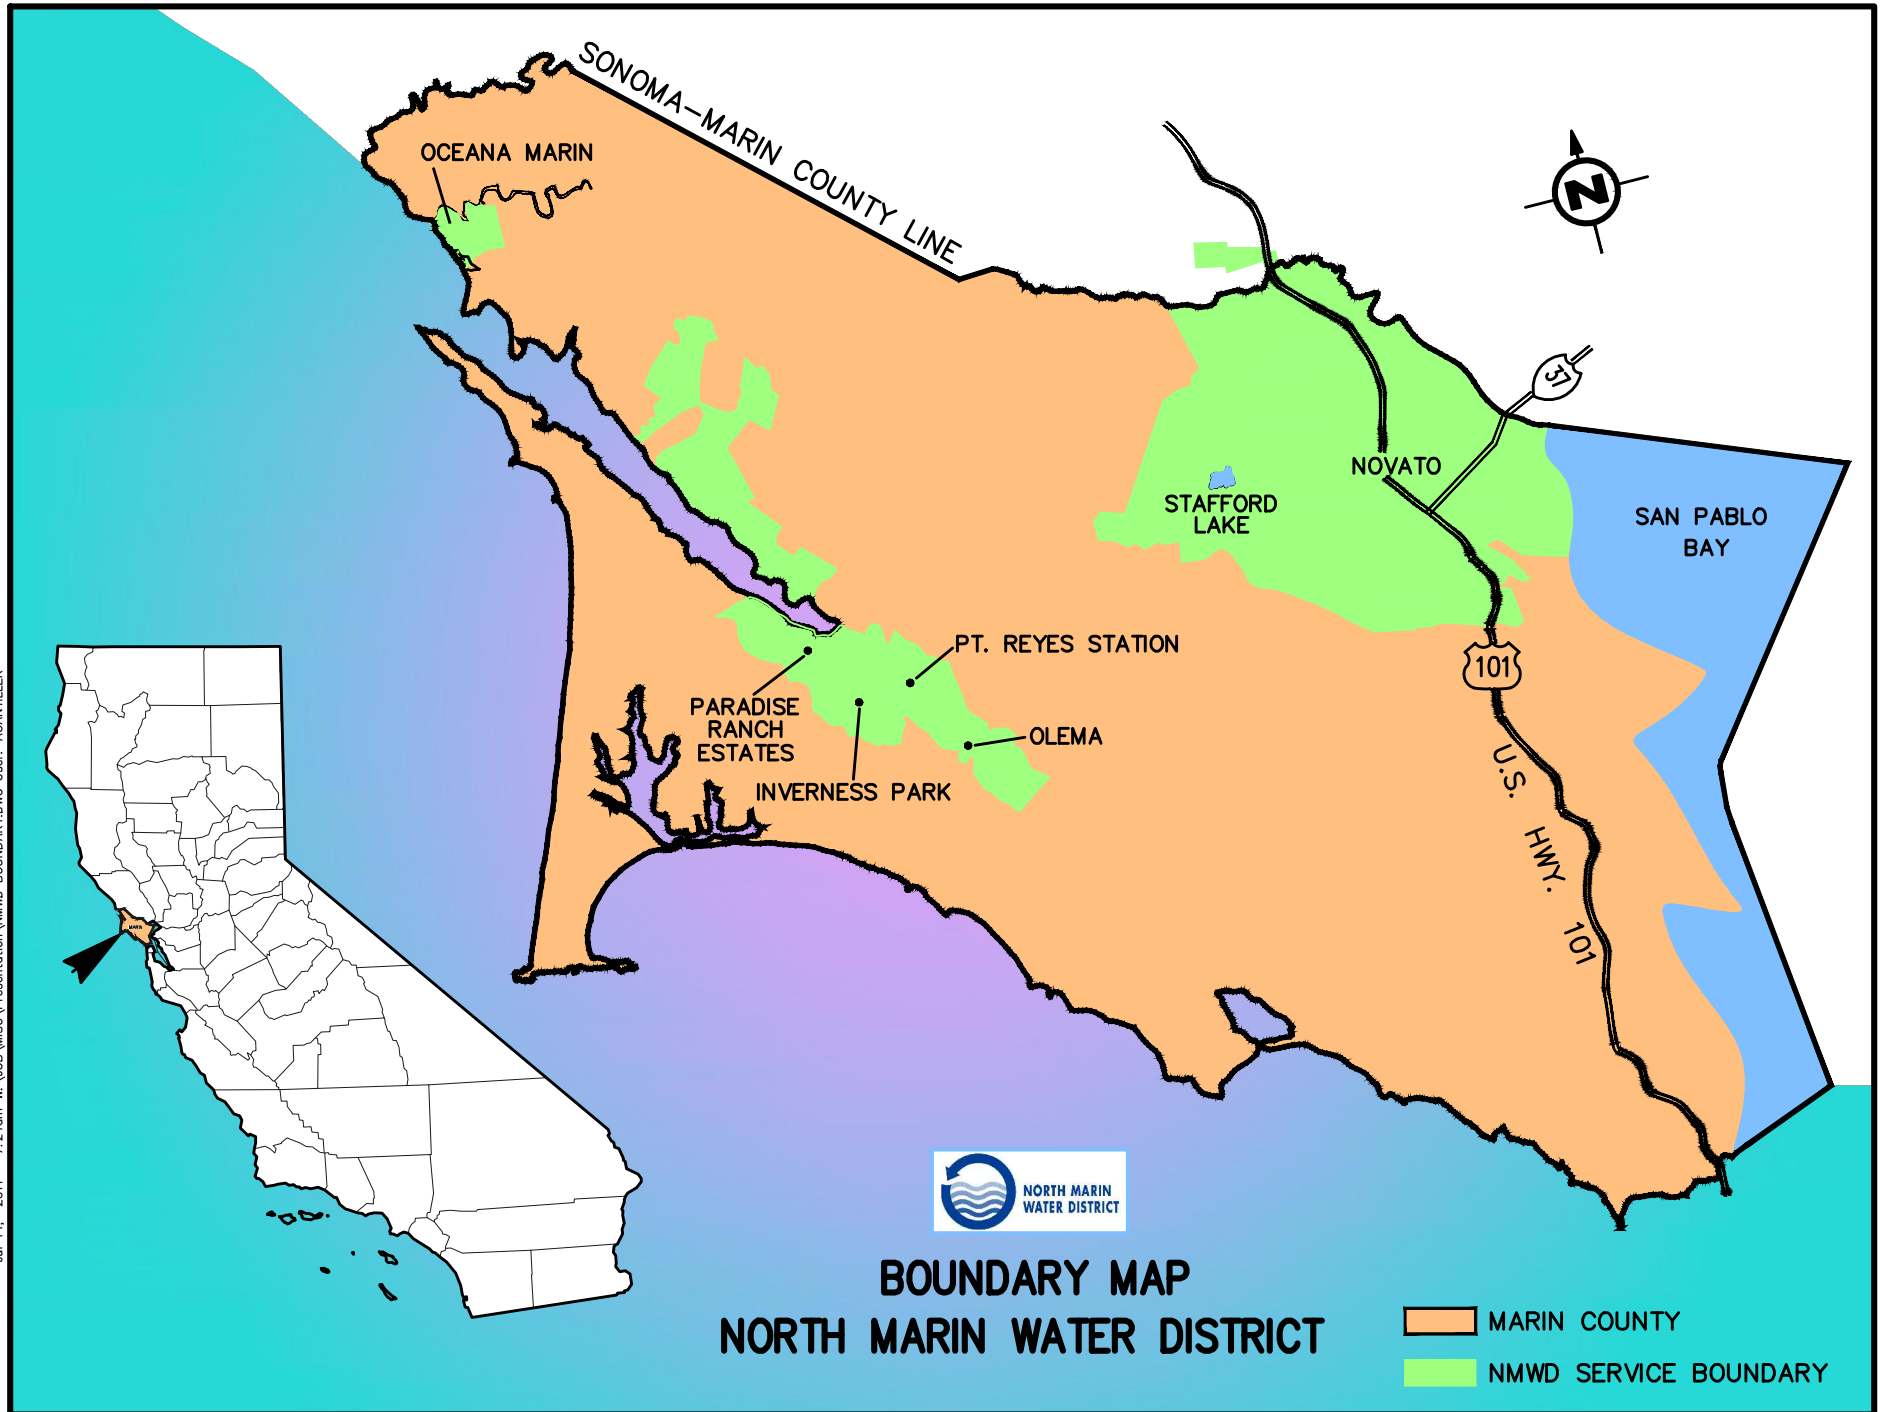 SONOMA-MARIN COUNTY LINE
OCEANA MARIN
N
37
NOVATO
STAFFORD
LAKE
SAN PABLO
BAY
PT. REYES STATION
101
PARADISE
RANCH
ESTATES
OLEMA
INVERNESS PARK
U.S. HWY. 101
MARIN
NORTH MARIN
WATER DISTRICT
BOUNDARY MAP
NORTH MARIN WATER DISTRICT
MARIN COUNTY
NMWD SERVICE BOUNDARY